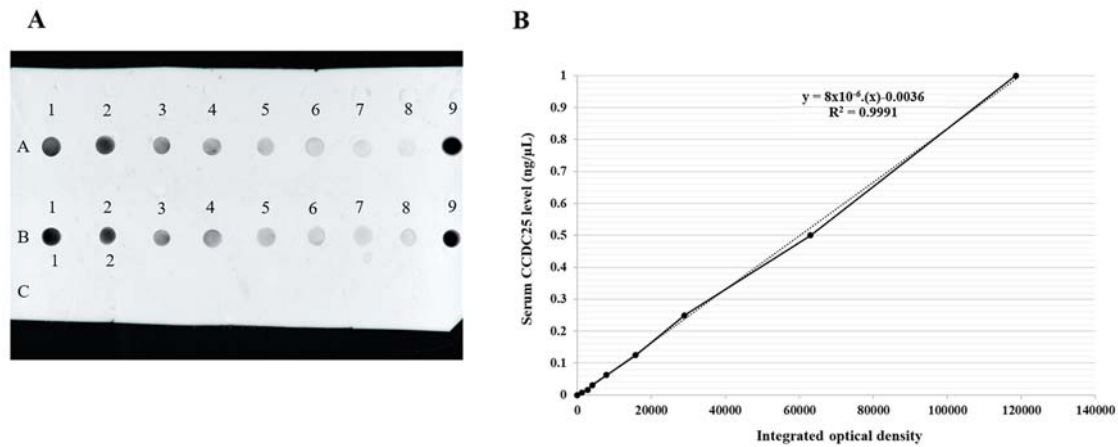 A
1 2 3 4 5 6 7 8 9
A
1 2 3 4 5 6 7 8 9
B
1 2
C
B
Serum CCDC25 level (ng/µL)
1
0.9
0.8
0.7
0.6
0.5
0.4
0.3
0.2
0.1
0
y = 8x10⁻⁶.(x)-0.0036
R² = 0.9991
0 20000 40000 60000 80000 100000 120000 140000
Integrated optical density